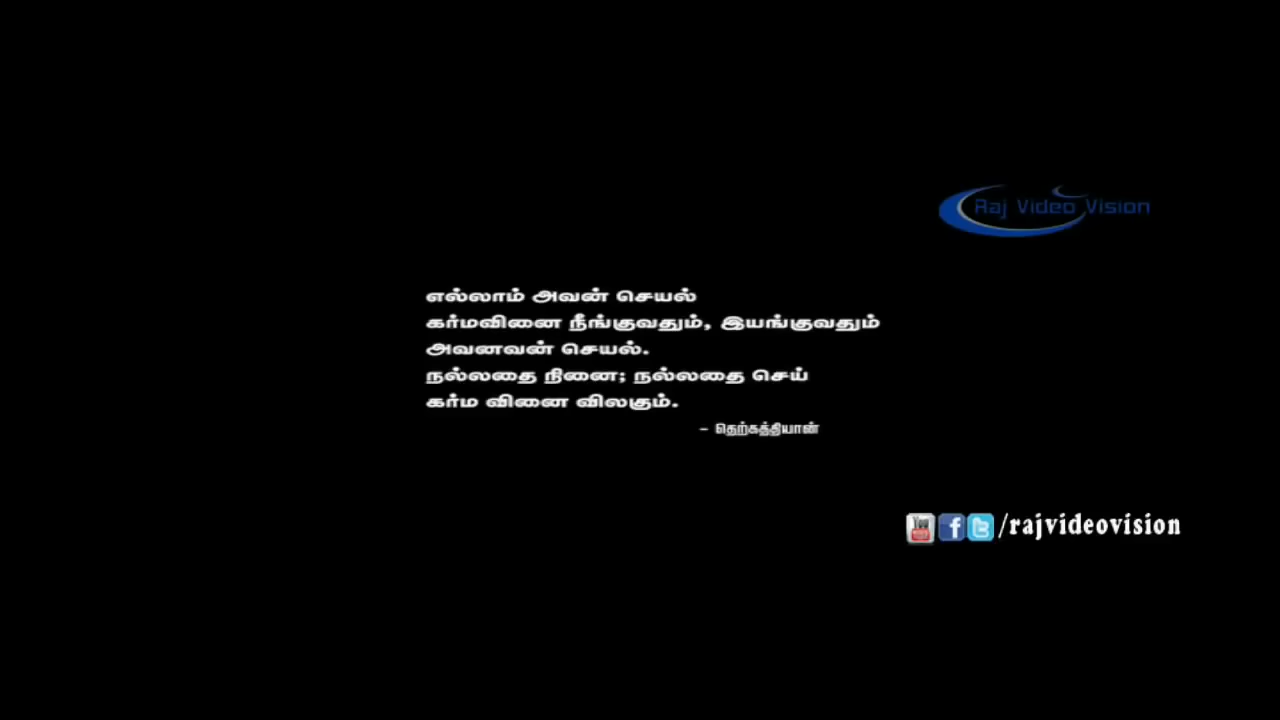 Raj Video Vision
எல்லாம் அவன் செயல்
கர்மவினை நீங்குவதும், இயங்குவதும்
அவனவன் செயல்.
நல்லதை நினை; நல்லதை செய்
கர்ம வினை விலகும்.
- தெற்கத்தியான்
You f t /rajvideovision